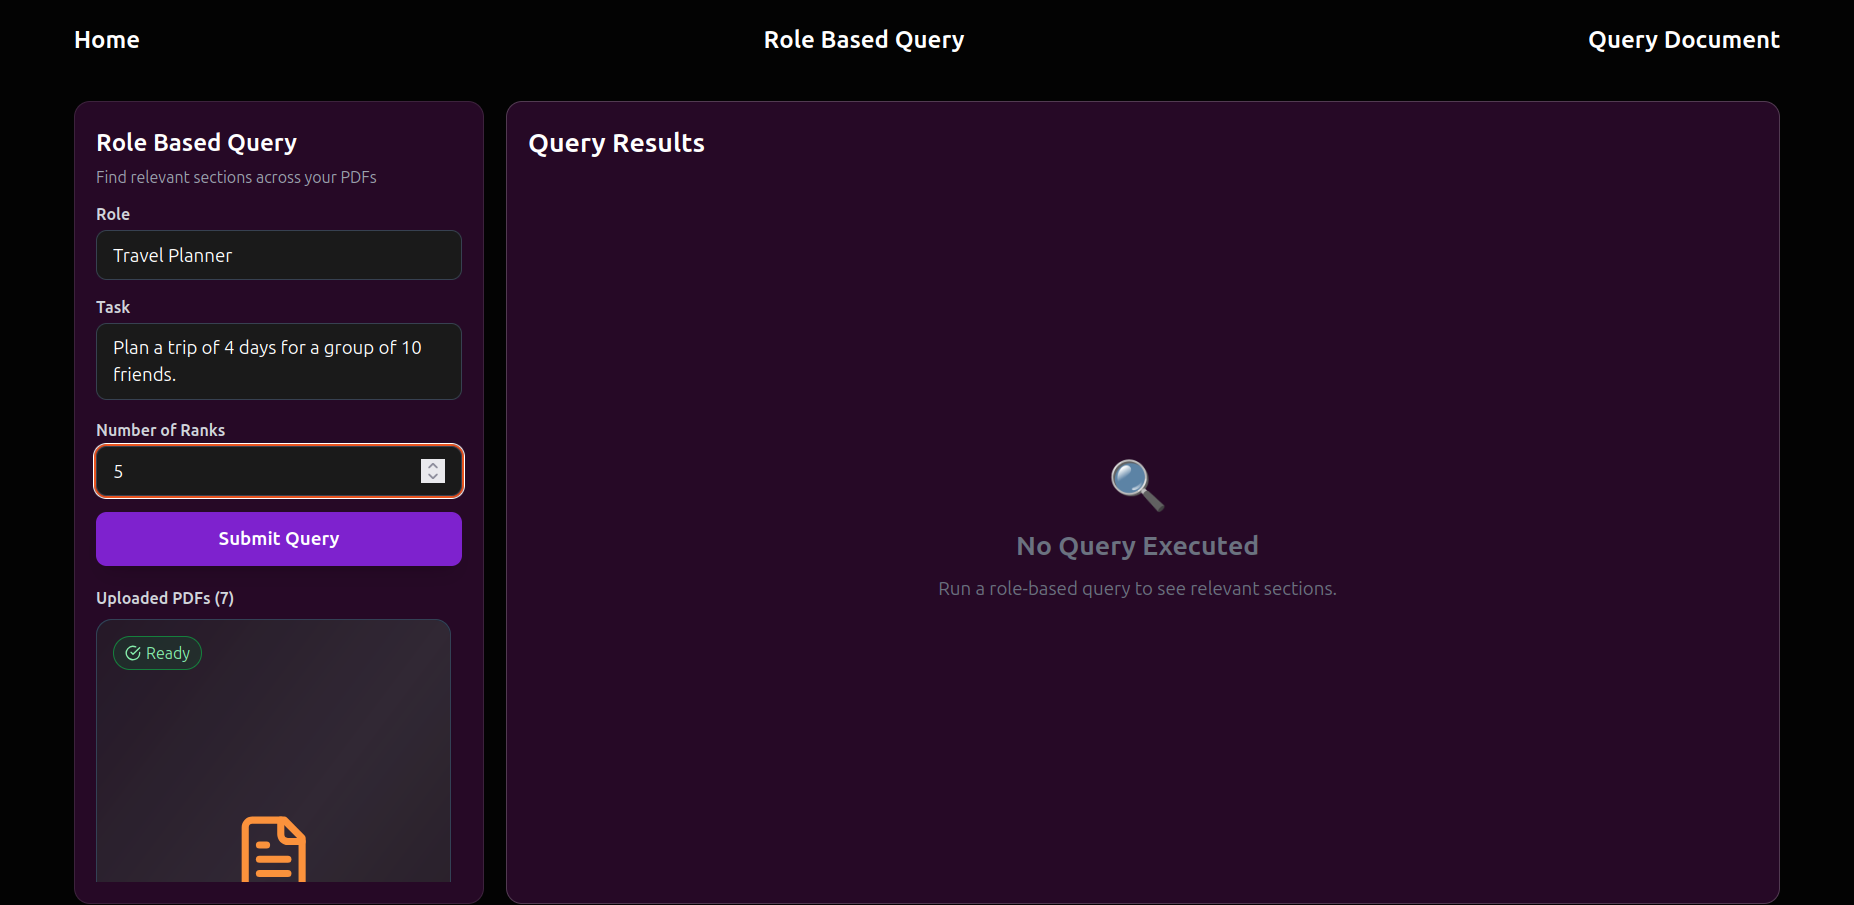 Home
Role Based Query
Query Document
Role Based Query
Find relevant sections across your PDFs
Role
Travel Planner
Task
Plan a trip of 4 days for a group of 10
friends.
Number of Ranks
5
Submit Query
Uploaded PDFs (7)
Ready
Query Results
No Query Executed
Run a role-based query to see relevant sections.